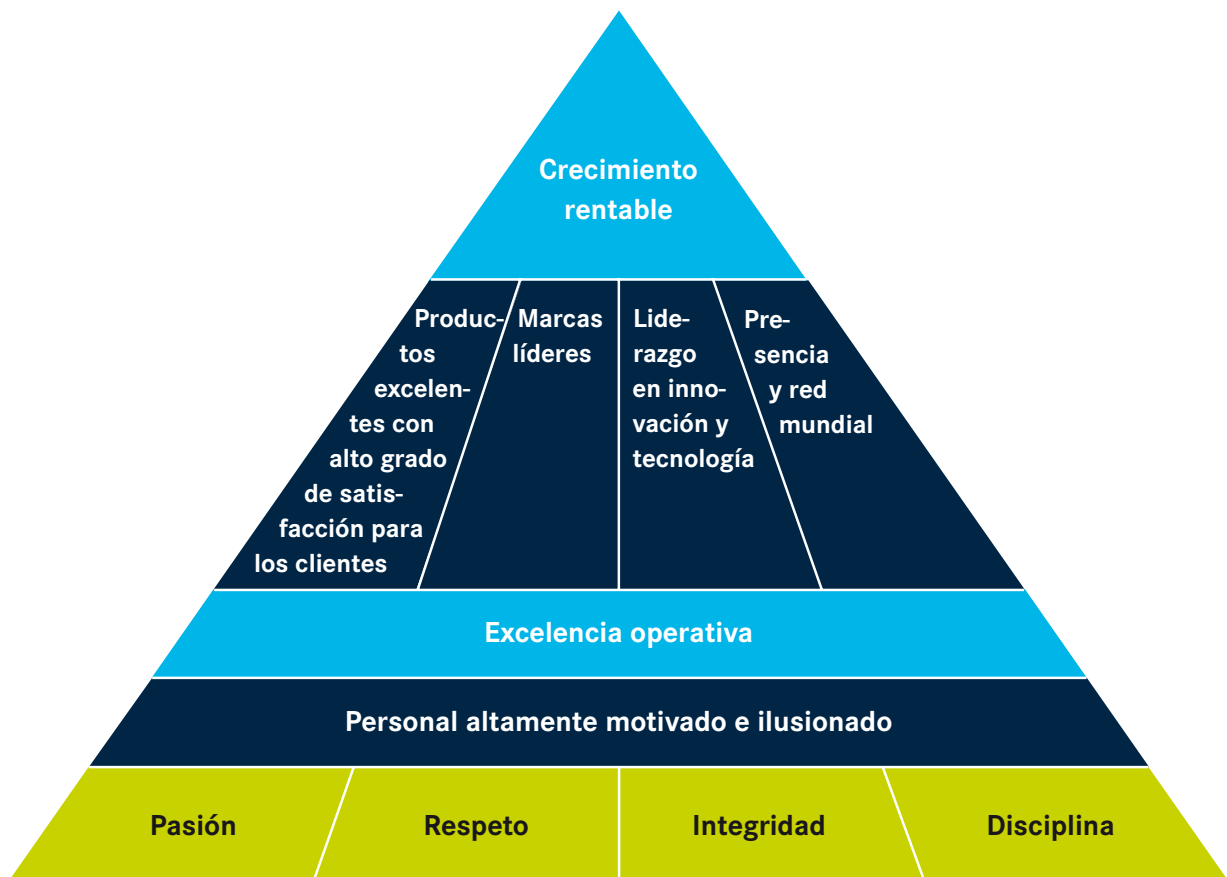 Crecimiento
rentable
Produc-
tos
excelen-
tes con
alto grado
de satis-
facción para
los clientes
Marcas
líderes
Lide-
razgo
en inno-
vación y
tecnología
Pre-
sencia
y red
mundial
Excelencia operativa
Personal altamente motivado e ilusionado
Pasión
Respeto
Integridad
Disciplina